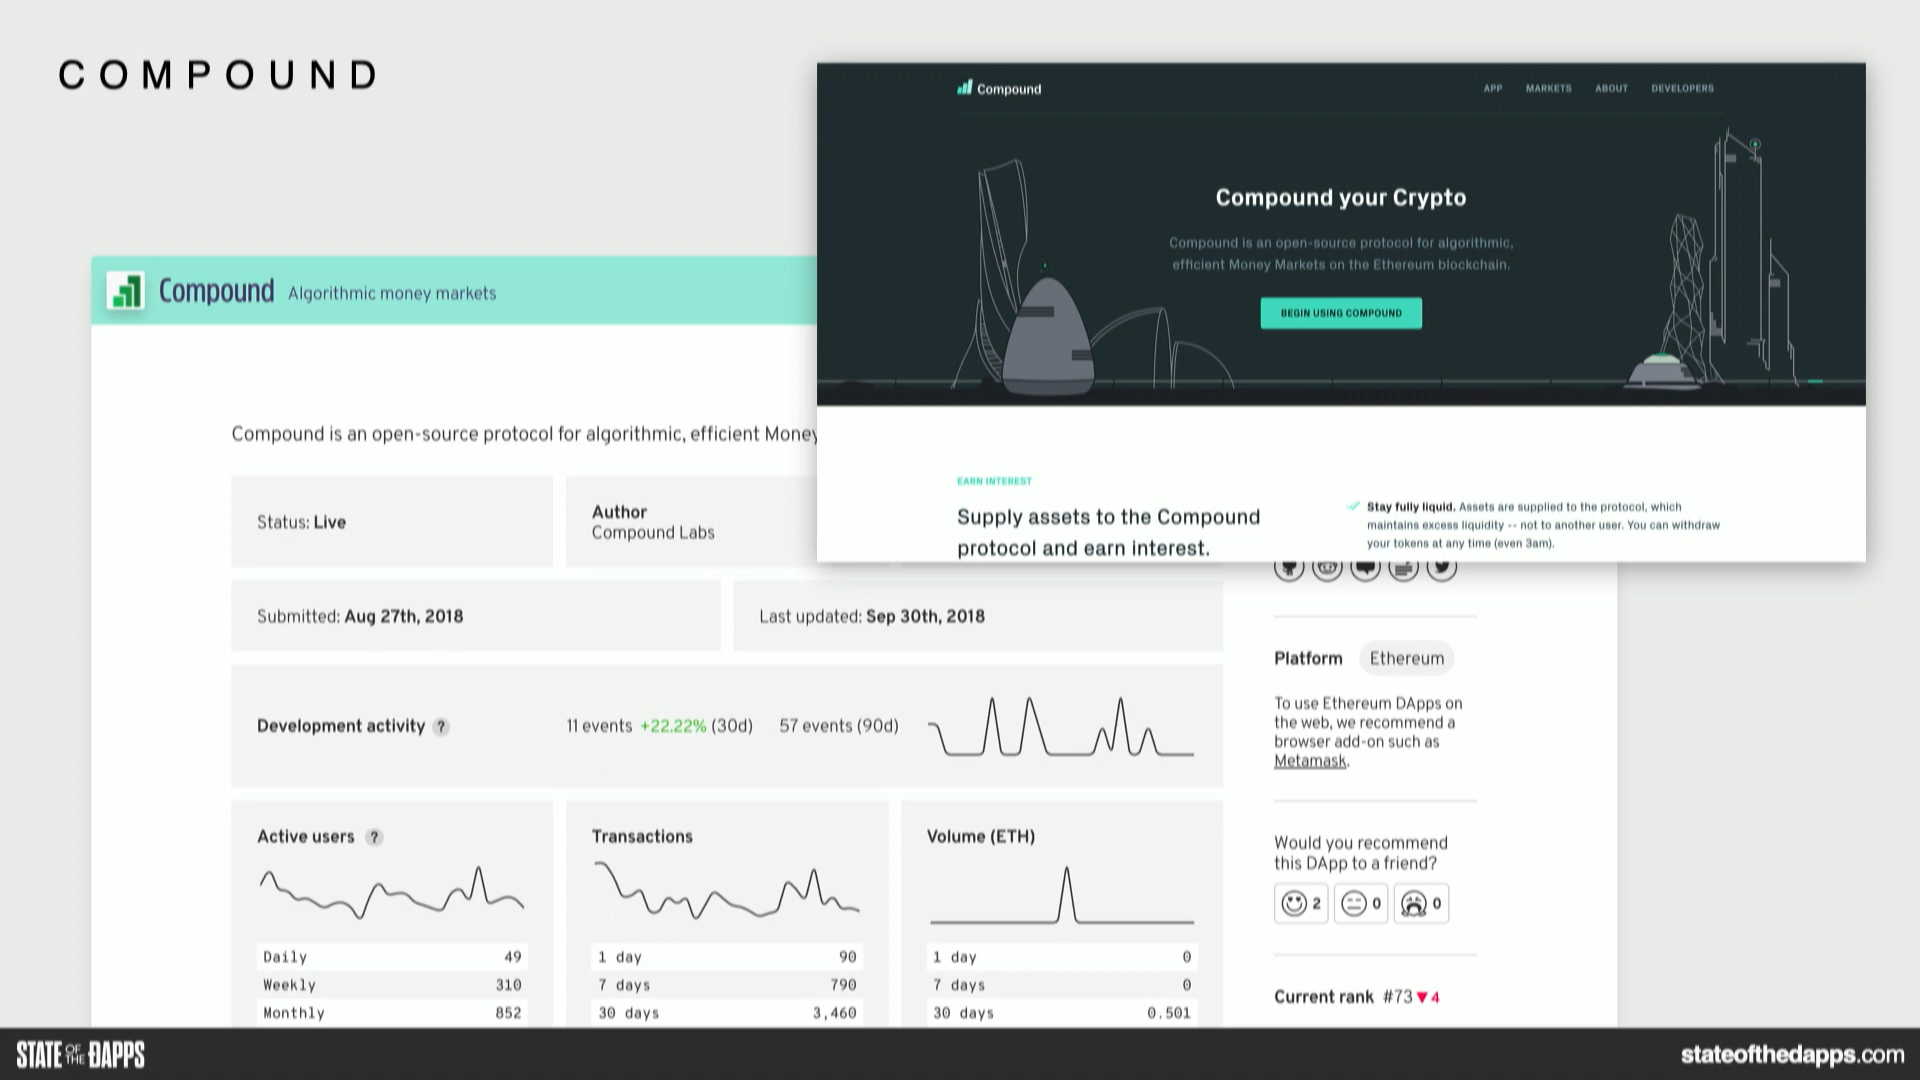 COMPOUND
Compound
APP MARKETS ABOUT DEVELOPERS
Compound your Crypto
Compound is an open-source protocol for algorithmic,
efficient Money Markets on the Ethereum blockchain.
BEGIN USING COMPOUND
EARN INTEREST
Supply assets to the Compound
protocol and earn interest.
Stay fully liquid. Assets are supplied to the protocol, which
maintains excess liquidity -- not to another user. You can withdraw
your tokens at any time (even 3am).
Compound Algorithmic money markets
Compound is an open-source protocol for algorithmic, efficient Money
Status: Live
Author
Compound Labs
Submitted: Aug 27th, 2018
Last updated: Sep 30th, 2018
Development activity ? 11 events +22.22% (30d) 57 events (90d)
Active users ?
Daily 49
Weekly 310
Monthly 852
Transactions
1 day 90
7 days 790
30 days 3,460
Volume (ETH)
1 day 0
7 days 0
30 days 0.501
Platform Ethereum
To use Ethereum DApps on
the web, we recommend a
browser add-on such as
Metamask.
Would you recommend
this DApp to a friend?
2 0 0
Current rank #73 ▼4
STATE OF THE ĐAPPS
stateofthedapps.com